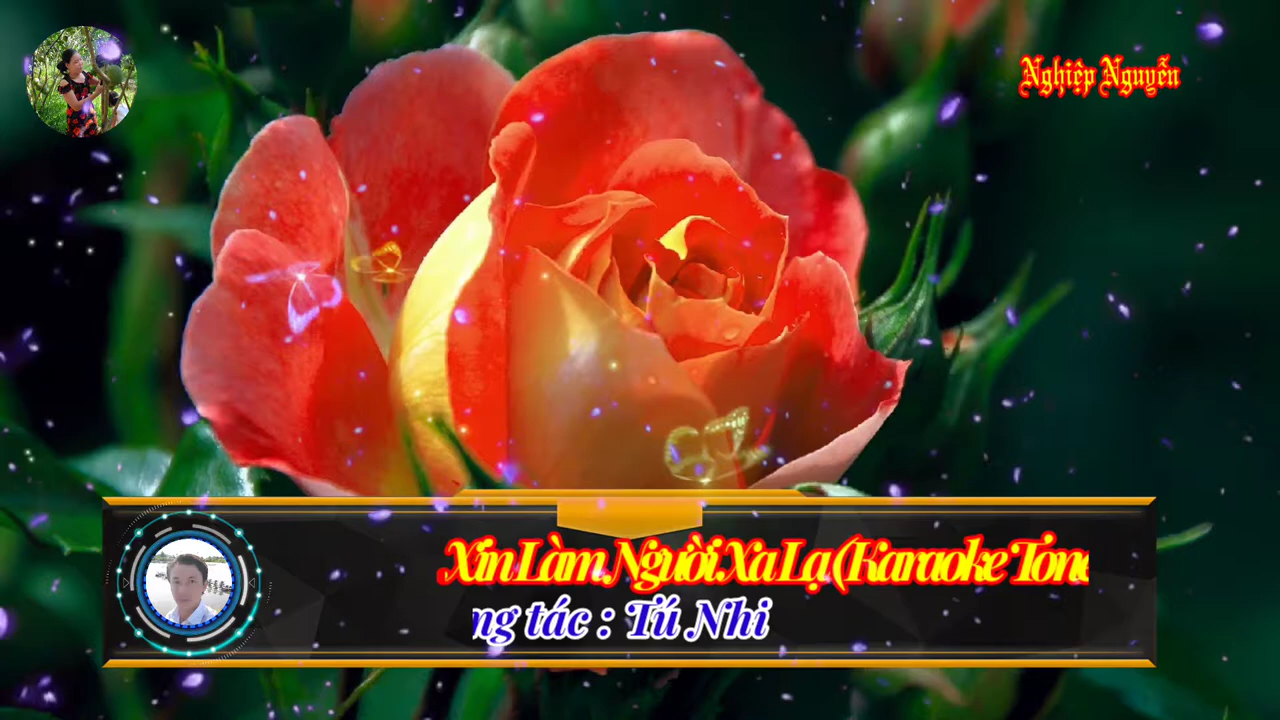 Nghiệp Nguyễn
Xin Làm Người Xa Lạ (Karaoke Tone
ng tác : Tú Nhi